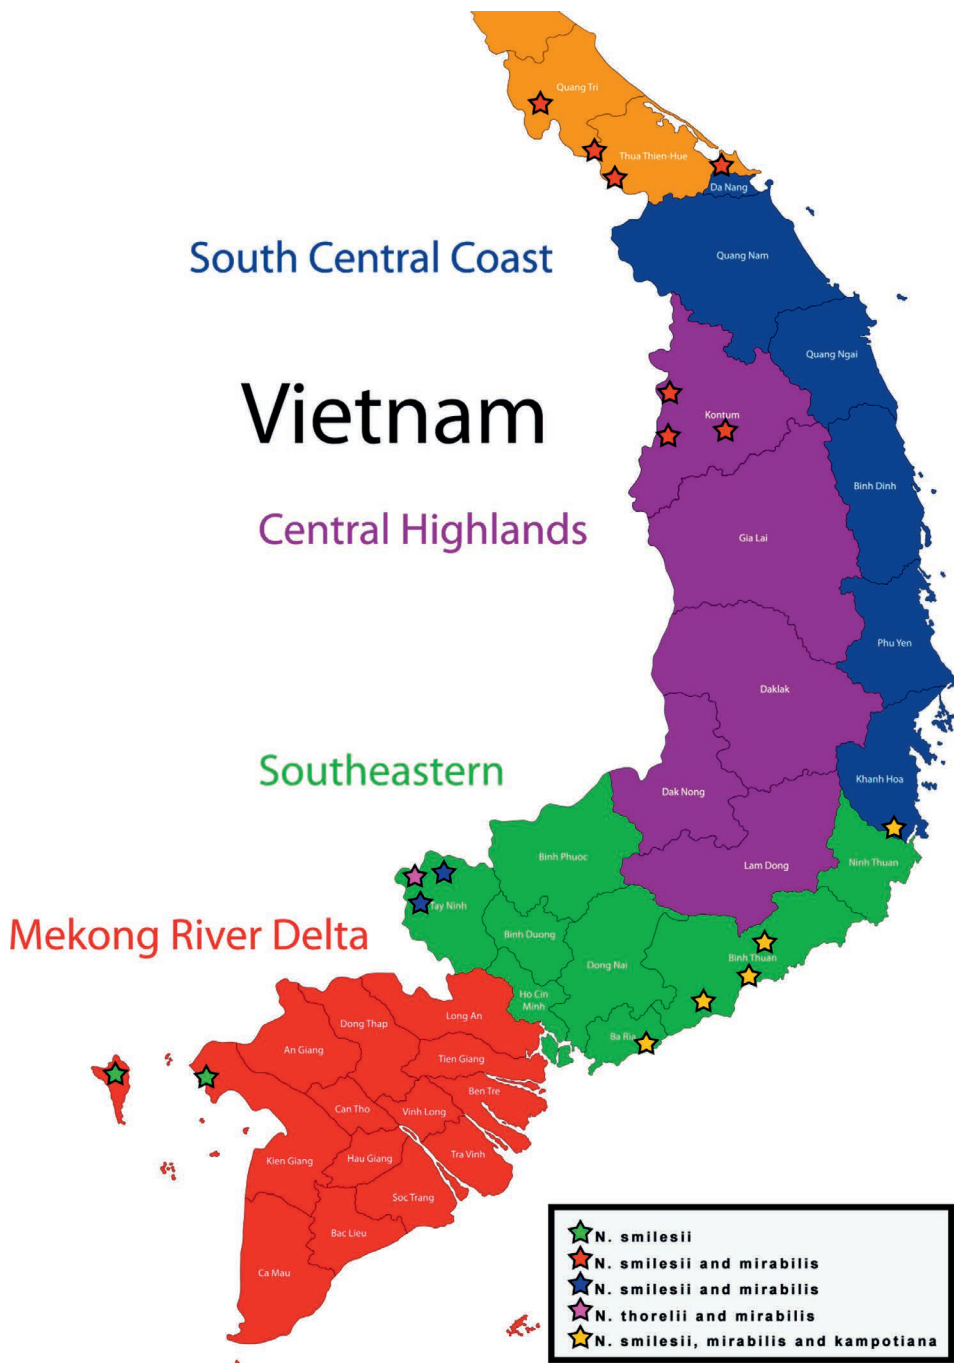 Quang Tri
Thua Thien-Hue
Da Nang
South Central Coast
Quang Nam
Quang Ngai
Vietnam
Kontum
Binh Dinh
Central Highlands
Gia Lai
Phu Yen
Daklak
Southeastern
Khanh Hoa
Dak Nong
Binh Phuoc
Lam Dong
Ninh Thuan
Tay Ninh
Mekong River Delta
Binh Duong
Binh Thuan
Dong Nai
Ho Cin
Minh
Long An
Dong Thap
Ba Ria
An Giang
Tien Giang
Ben Tre
Can Tho
Vinh Long
Tra Vinh
Kien Giang
Hau Giang
Soc Trang
Bac Lieu
Ca Mau
N. smilesii
N. smilesii and mirabilis
N. smilesii and mirabilis
N. thorelii and mirabilis
N. smilesii, mirabilis and kampotiana